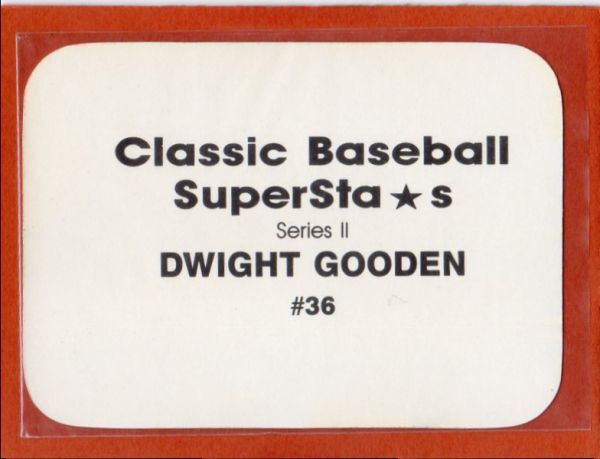 Classic Baseball
SuperSta★s
Series II
DWIGHT GOODEN
#36